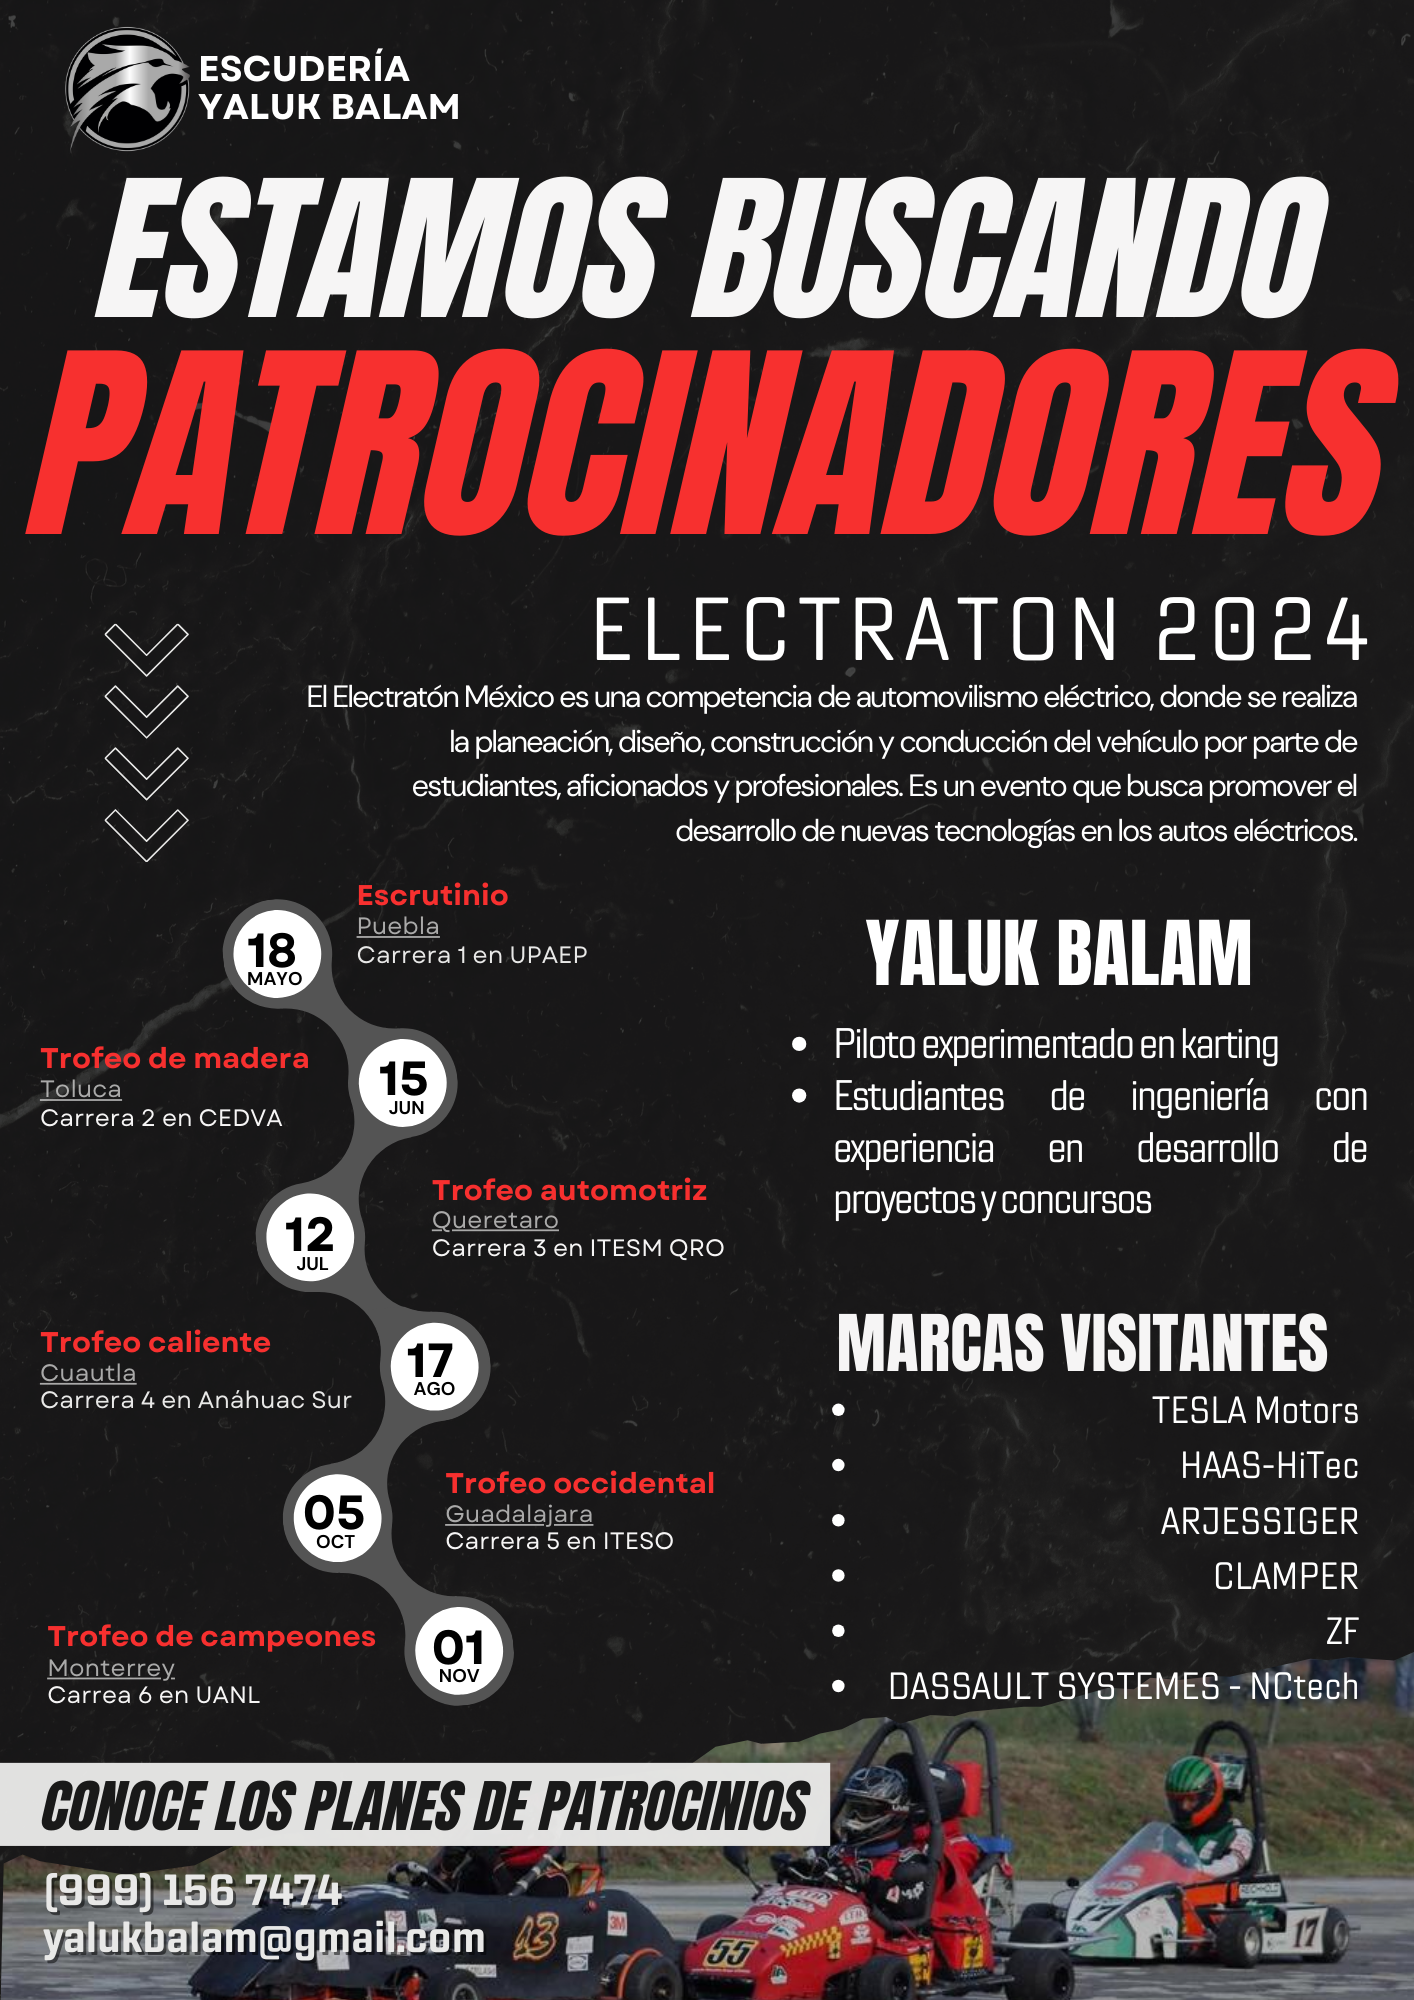 ESCUDERÍA
YALUK BALAM
ESTAMOS BUSCANDO
PATROCINADORES
ELECTRATON 2024
El Electratón México es una competencia de automovilismo eléctrico, donde se realiza
la planeación, diseño, construcción y conducción del vehículo por parte de
estudiantes, aficionados y profesionales. Es un evento que busca promover el
desarrollo de nuevas tecnologías en los autos eléctricos.
18
MAYO
Escrutinio
Puebla
Carrera 1 en UPAEP
Trofeo de madera
Toluca
Carrera 2 en CEDVA
15
JUN
12
JUL
Trofeo automotriz
Queretaro
Carrera 3 en ITESM QRO
Trofeo caliente
Cuautla
Carrera 4 en Anáhuac Sur
17
AGO
05
OCT
Trofeo occidental
Guadalajara
Carrera 5 en ITESO
Trofeo de campeones
Monterrey
Carrea 6 en UANL
01
NOV
YALUK BALAM
• Piloto experimentado en karting
• Estudiantes de ingeniería con
experiencia en desarrollo de
proyectos y concursos
MARCAS VISITANTES
• TESLA Motors
• HAAS-HiTec
• ARJESSIGER
• CLAMPER
• ZF
• DASSAULT SYSTEMES - NCtech
CONOCE LOS PLANES DE PATROCINIOS
(999) 156 7474
yalukbalam@gmail.com
43
3M
55
17
17